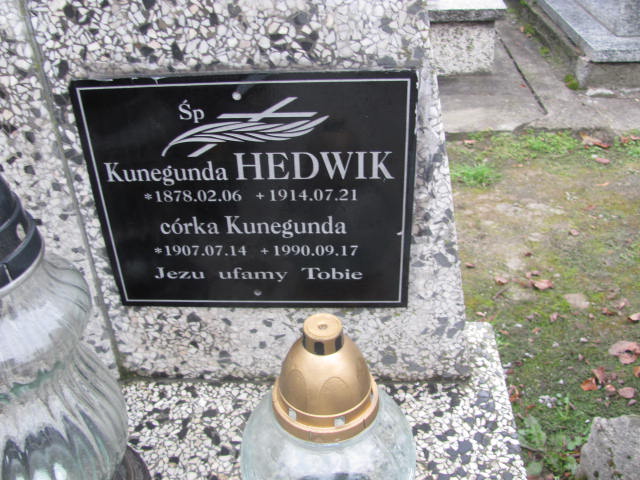 Śp
Kunegunda HEDWIK
*1878.02.06 +1914.07.21
córka Kunegunda
*1907.07.14 +1990.09.17
Jezu ufamy Tobie